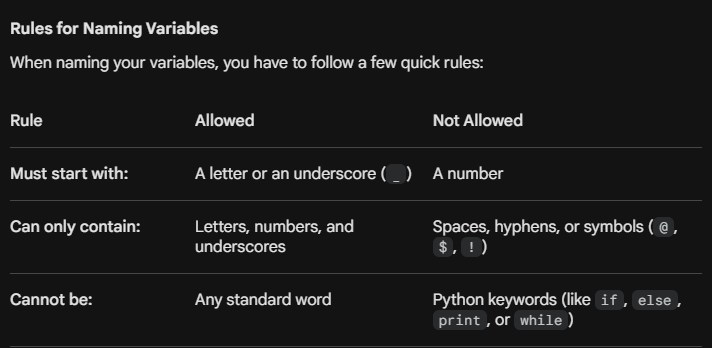 Rules for Naming Variables
When naming your variables, you have to follow a few quick rules:
Rule Allowed Not Allowed
Must start with: A letter or an underscore ( _ ) A number
Can only contain: Letters, numbers, and Spaces, hyphens, or symbols ( @ ,
underscores $ , ! )
Cannot be: Any standard word Python keywords (like if , else ,
print , or while )